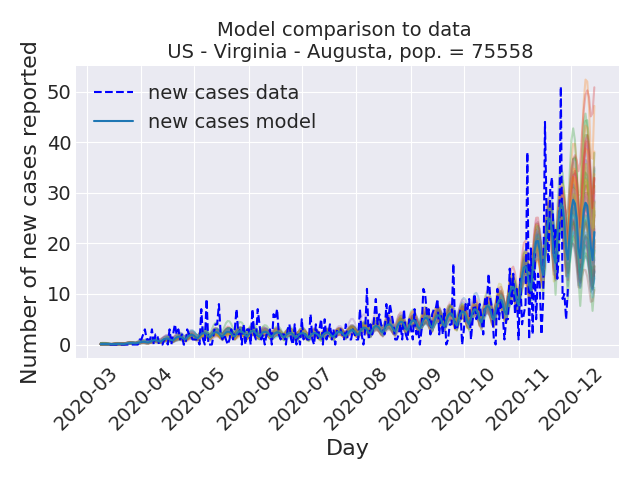 Model comparison to data
US - Virginia - Augusta, pop. = 75558
new cases data
new cases model
Number of new cases reported
50
40
30
20
10
0
2020-03
2020-04
2020-05
2020-06
2020-07
2020-08
2020-09
2020-10
2020-11
2020-12
Day